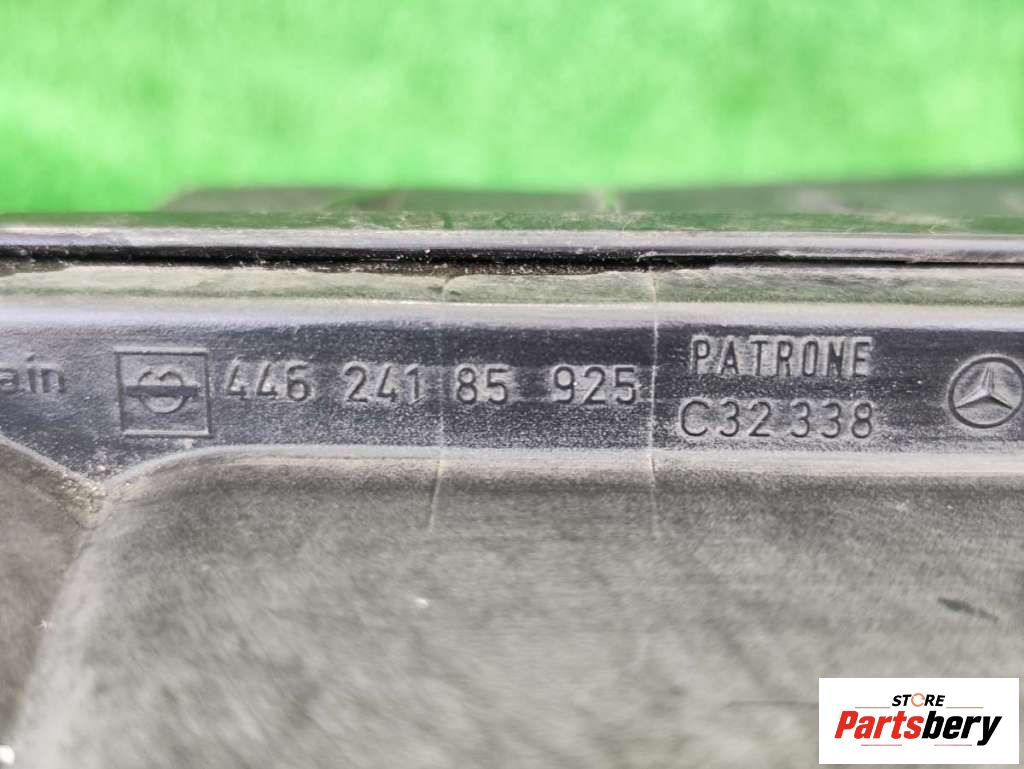 ain 446 241 85 925
PATRONE
C32 338
STORE
Partsbery